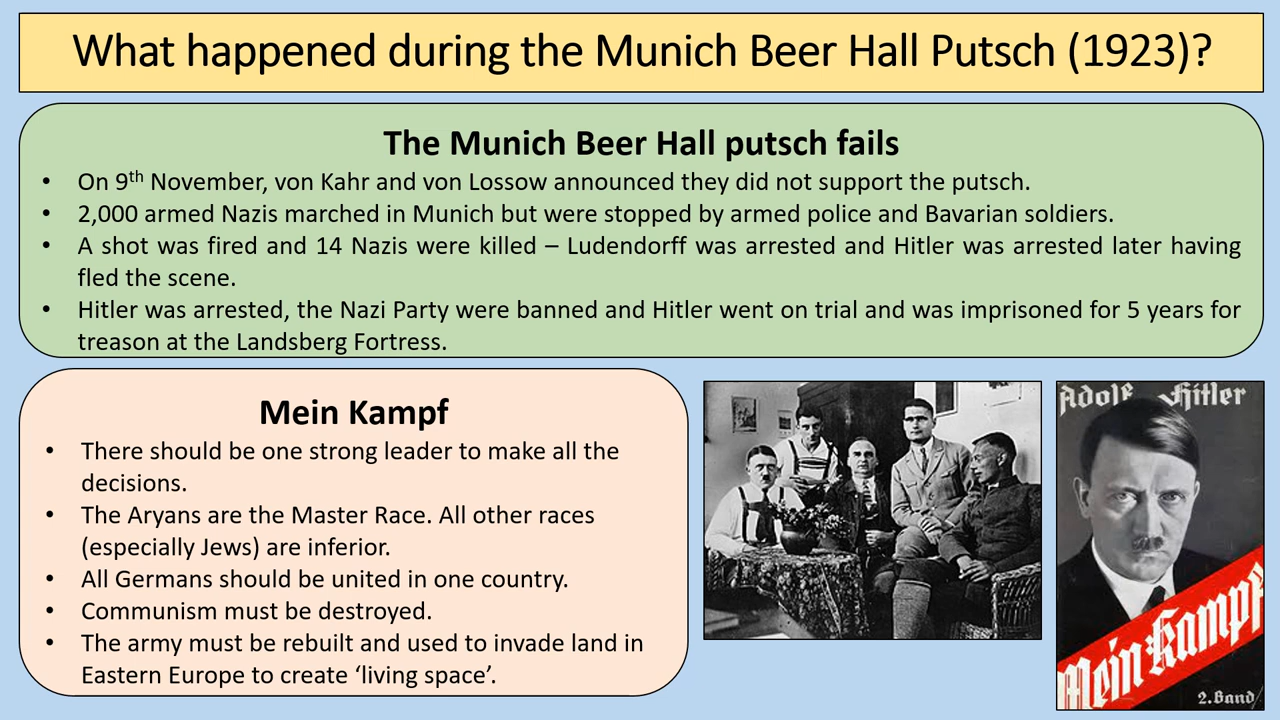 What happened during the Munich Beer Hall Putsch (1923)?
The Munich Beer Hall putsch fails
• On 9th November, von Kahr and von Lossow announced they did not support the putsch.
• 2,000 armed Nazis marched in Munich but were stopped by armed police and Bavarian soldiers.
• A shot was fired and 14 Nazis were killed – Ludendorff was arrested and Hitler was arrested later having
fled the scene.
• Hitler was arrested, the Nazi Party were banned and Hitler went on trial and was imprisoned for 5 years for
treason at the Landsberg Fortress.
Mein Kampf
• There should be one strong leader to make all the
decisions.
• The Aryans are the Master Race. All other races
(especially Jews) are inferior.
• All Germans should be united in one country.
• Communism must be destroyed.
• The army must be rebuilt and used to invade land in
Eastern Europe to create ‘living space’.
Adolf Hitler
Mein Kampf
2.Band